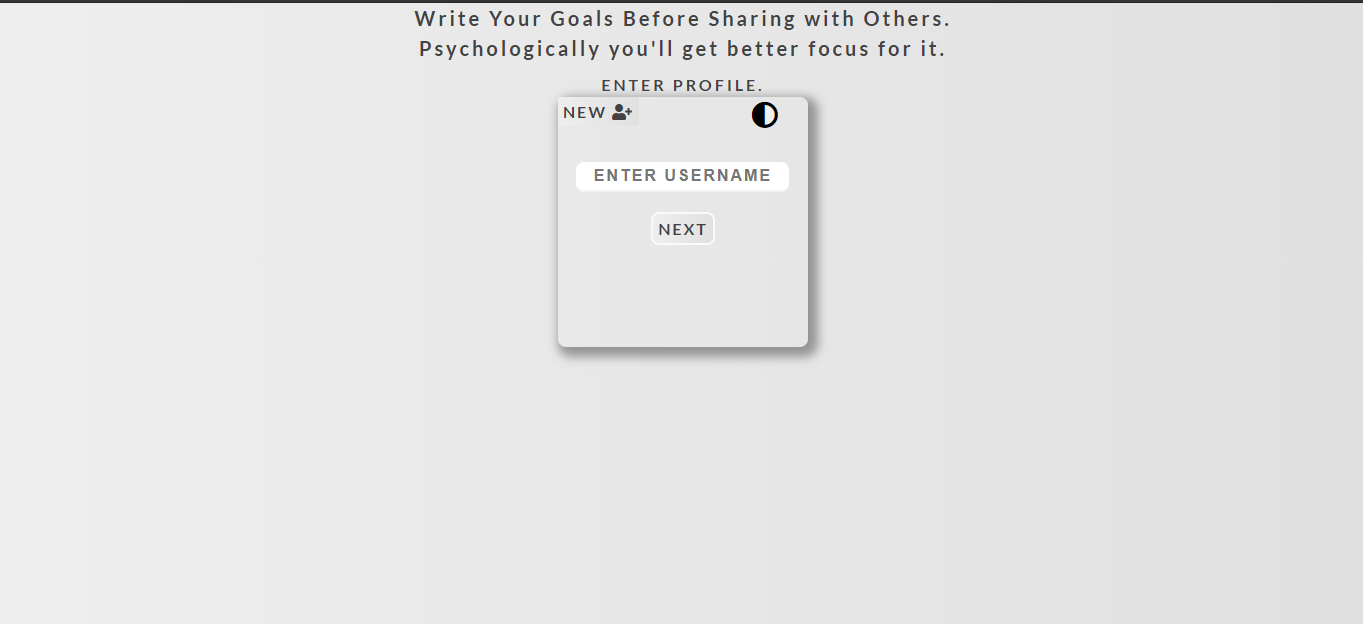 Write Your Goals Before Sharing with Others.
Psychologically you'll get better focus for it.
ENTER PROFILE.
NEW
ENTER USERNAME
NEXT